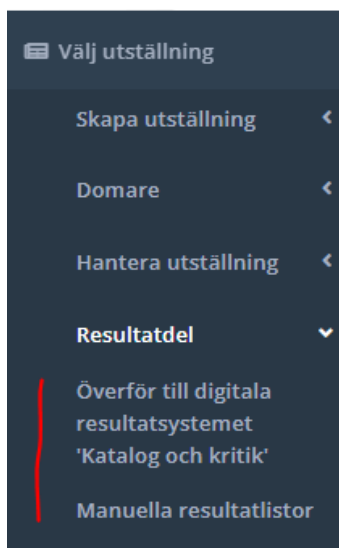 Välj utställning
Skapa utställning
Domare
Hantera utställning
Resultatdel
Överför till digitala
resultatsystemet
'Katalog och kritik'
Manuella resultatlistor